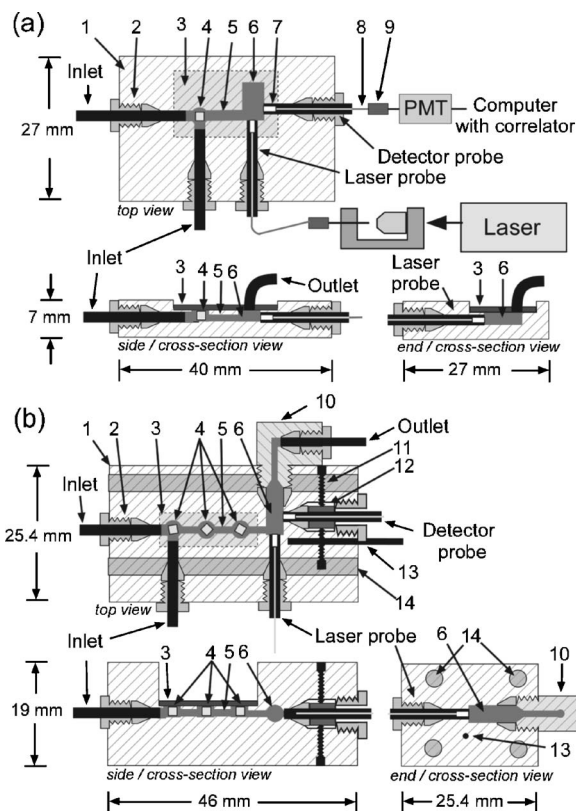 (a)
1 2 3 4 5 6 7 8 9
Inlet
PMT
Computer
with correlator
27 mm
Detector probe
Laser probe
top view
Laser
Inlet
3 4 5 6
Outlet
Laser
probe
3 6
7 mm
side / cross-section view
end / cross-section view
40 mm
27 mm
(b)
10
1 2 3 4 5 6
Outlet
11
12
Inlet
25.4 mm
Detector
probe
13
14
top view
Inlet
Laser probe
3 4 5 6
6 14 10
19 mm
13
side / cross-section view
end / cross-section view
46 mm
25.4 mm